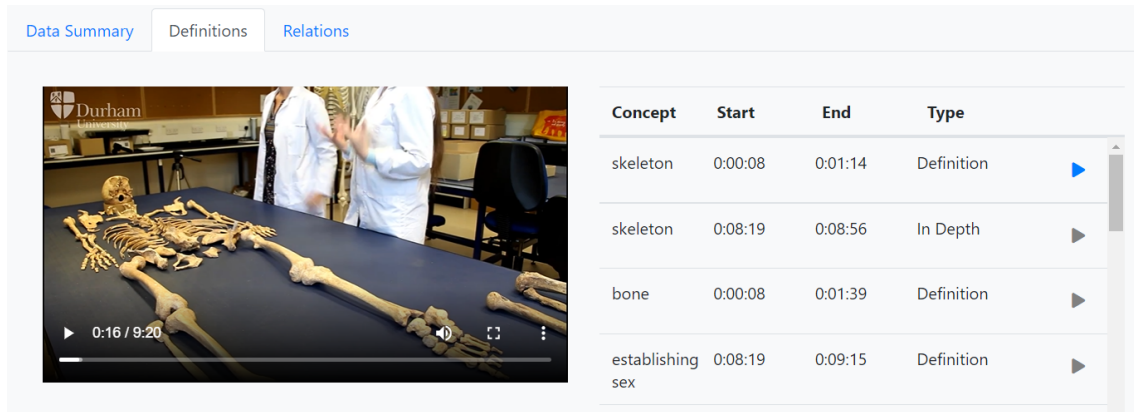 Data Summary Definitions Relations
Durham
University
0:16 / 9:20
Concept Start End Type
skeleton 0:00:08 0:01:14 Definition
skeleton 0:08:19 0:08:56 In Depth
bone 0:00:08 0:01:39 Definition
establishing 0:08:19 0:09:15 Definition
sex